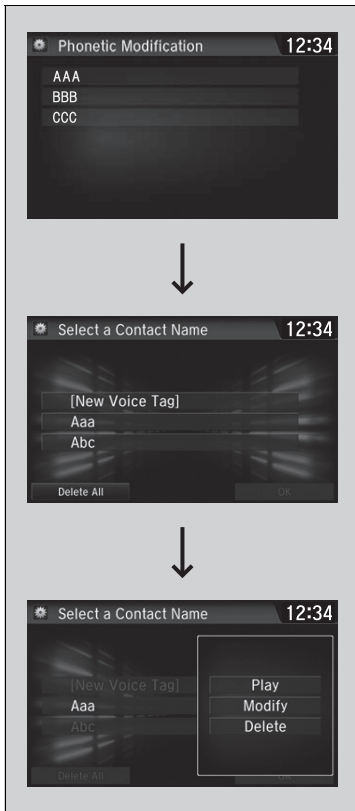 Phonetic Modification 12:34
AAA
BBB
CCC
Select a Contact Name 12:34
[New Voice Tag]
Aaa
Abc
Delete All OK
Select a Contact Name 12:34
[New Voice Tag] Play
Aaa Modify
Abc Delete
Delete All OK